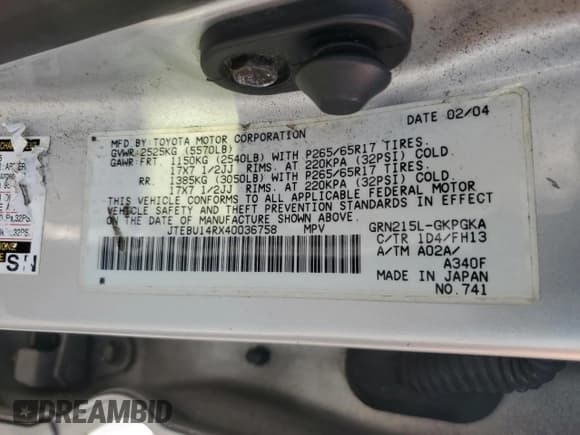 DATE 02/04
MFD BY TOYOTA MOTOR CORPORATION
GVWR 2525KG (5570LB)
GAWR FRT 1150KG (2540LB) WITH P265/65R17 TIRES.
17X7 1/2JJ RIMS. AT 220KPA (32PSI) COLD.
RR. 1385KG (3050LB) WITH P265/65R17 TIRES.
17X7 1/2JJ RIMS. AT 220KPA (32PSI) COLD.
THIS VEHICLE CONFORMS TO ALL APPLICABLE FEDERAL MOTOR
VEHICLE SAFETY AND THEFT PREVENTION STANDARDS IN EFFECT
ON THE DATE OF MANUFACTURE SHOWN ABOVE.
JTEBU14RX40036758 MPV GRN215L-GKPGKA
C/TR 1D4/FH13
A/TM A02A/
A340F
MADE IN JAPAN
NO.741
DREAMBID